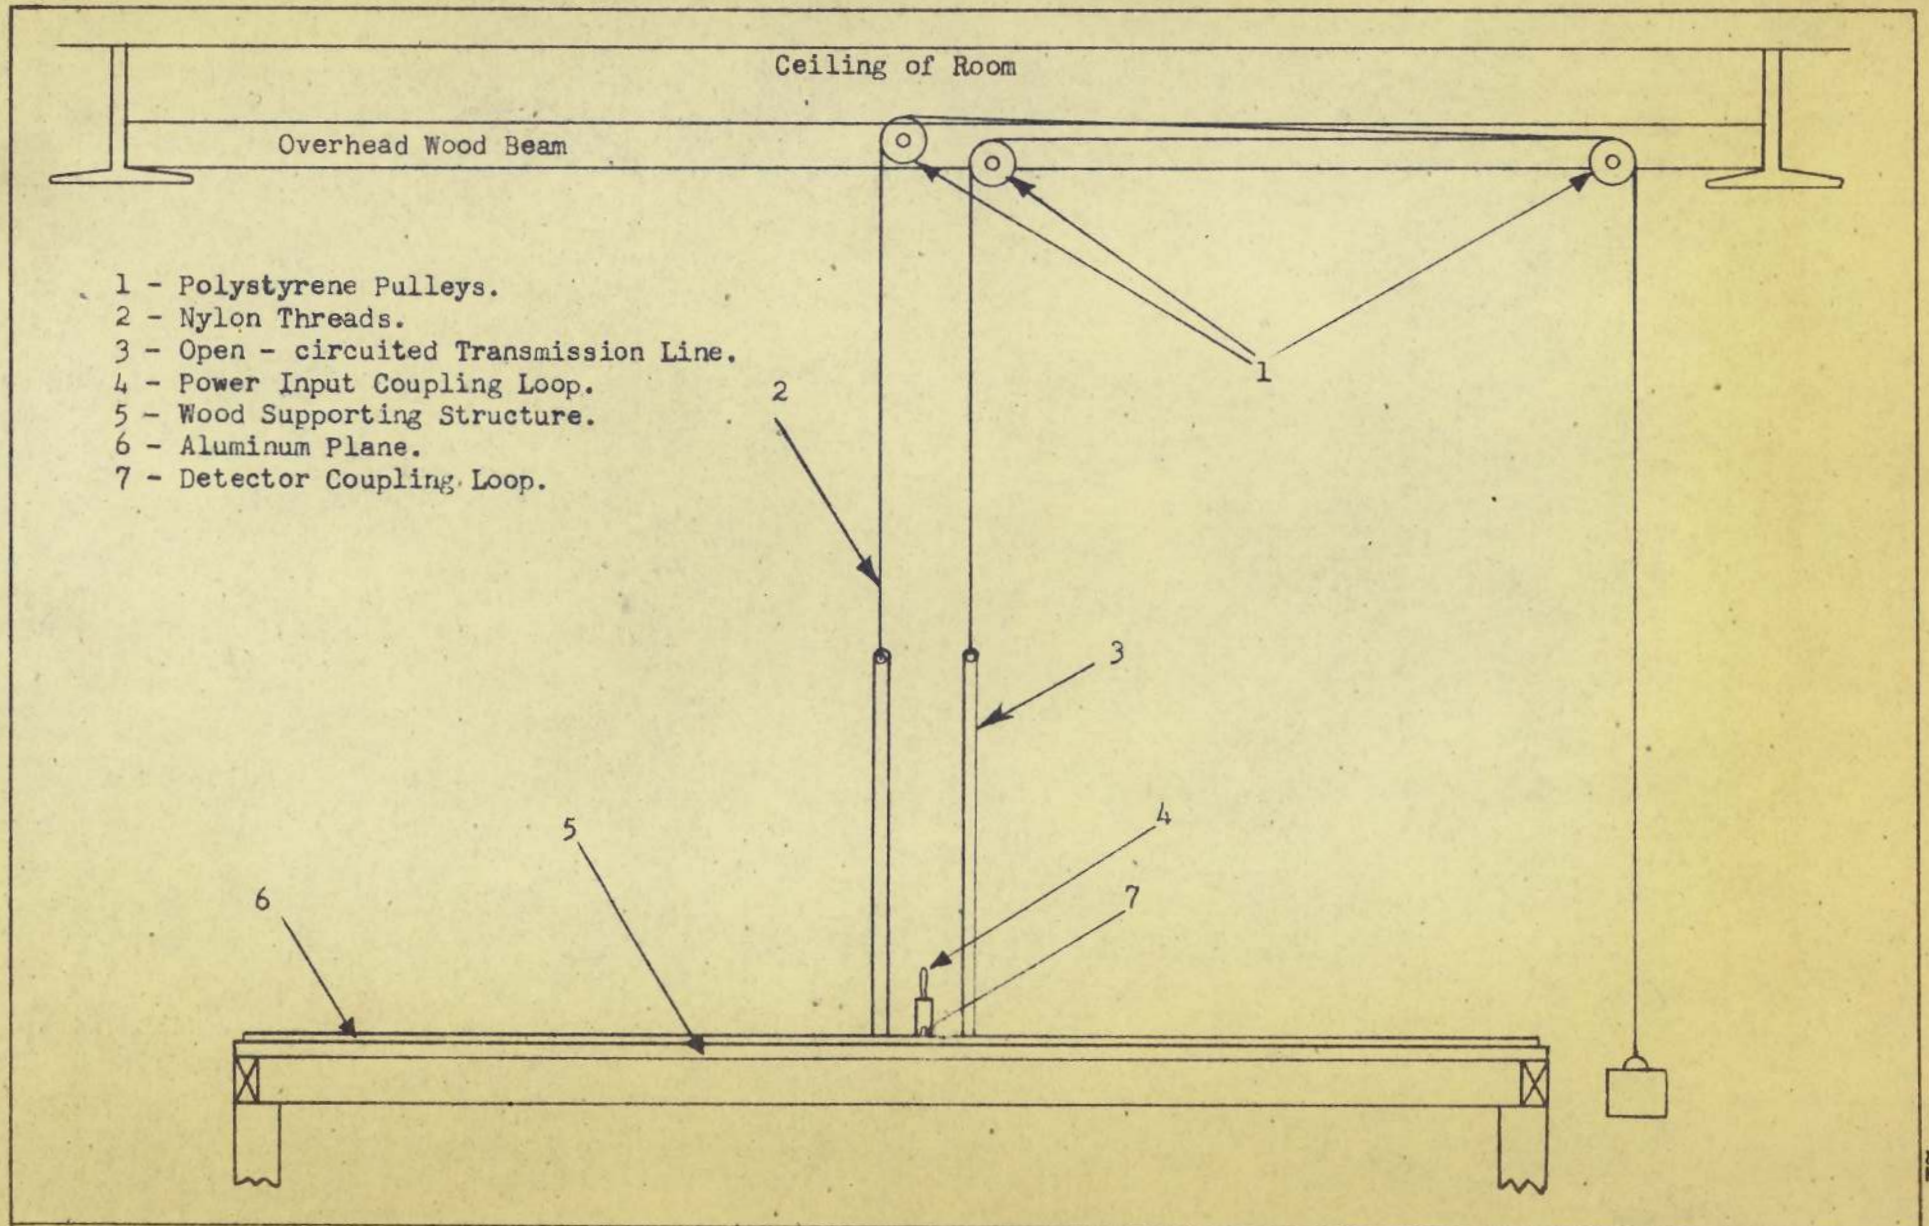 Ceiling of Room
Overhead Wood Beam
1 - Polystyrene Pulleys.
2 - Nylon Threads.
3 - Open - circuited Transmission Line.
4 - Power Input Coupling Loop.
5 - Wood Supporting Structure.
6 - Aluminum Plane.
7 - Detector Coupling Loop.
1
2
3
4
5
7
6